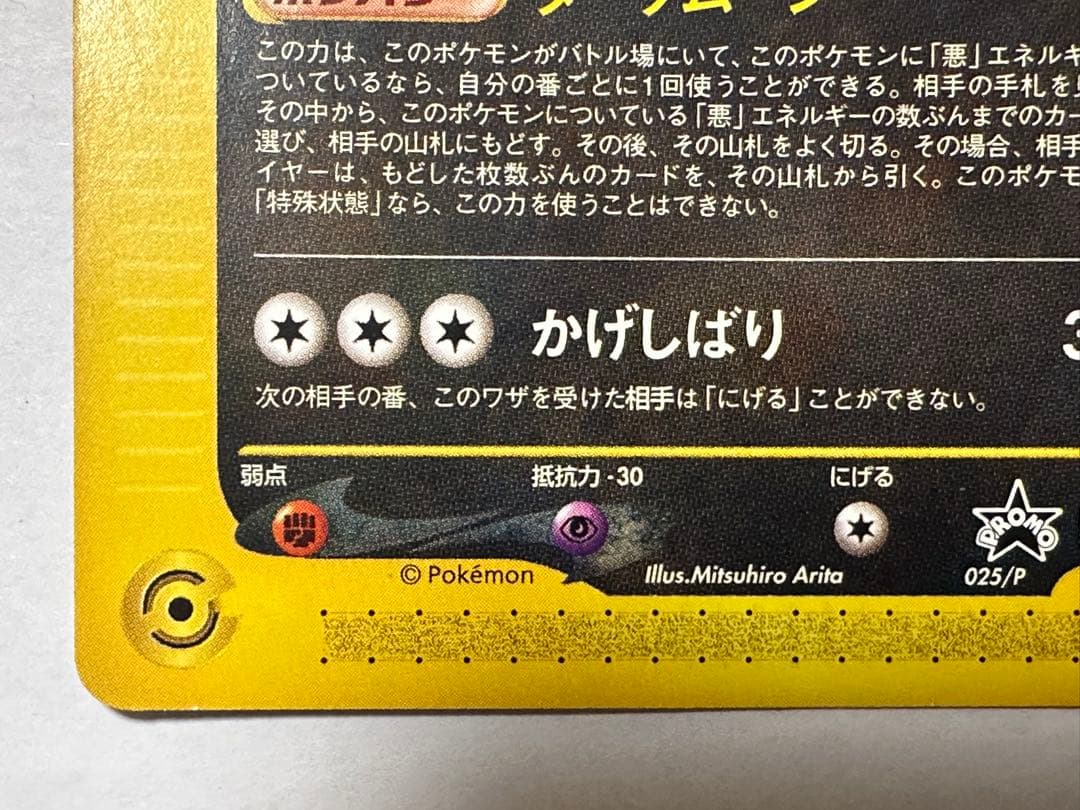 この力は、このポケモンがバトル場にいて、このポケモンに「悪」エネルギ
ついているなら、自分の番ごとに1回使うことができる。相手の手札を見
その中から、このポケモンについている「悪」エネルギーの数ぶんまでのカー
選び、相手の山札にもどす。その後、その山札をよく切る。その場合、相手
イヤーは、もどした枚数ぶんのカードを、その山札から引く。このポケモ
「特殊状態」なら、この力を使うことはできない。
かげしばり 3
次の相手の番、このワザを受けた相手は「にげる」ことができない。
弱点 抵抗力 -30 にげる
PROMO
© Pokémon Illus.Mitsuhiro Arita 025/P